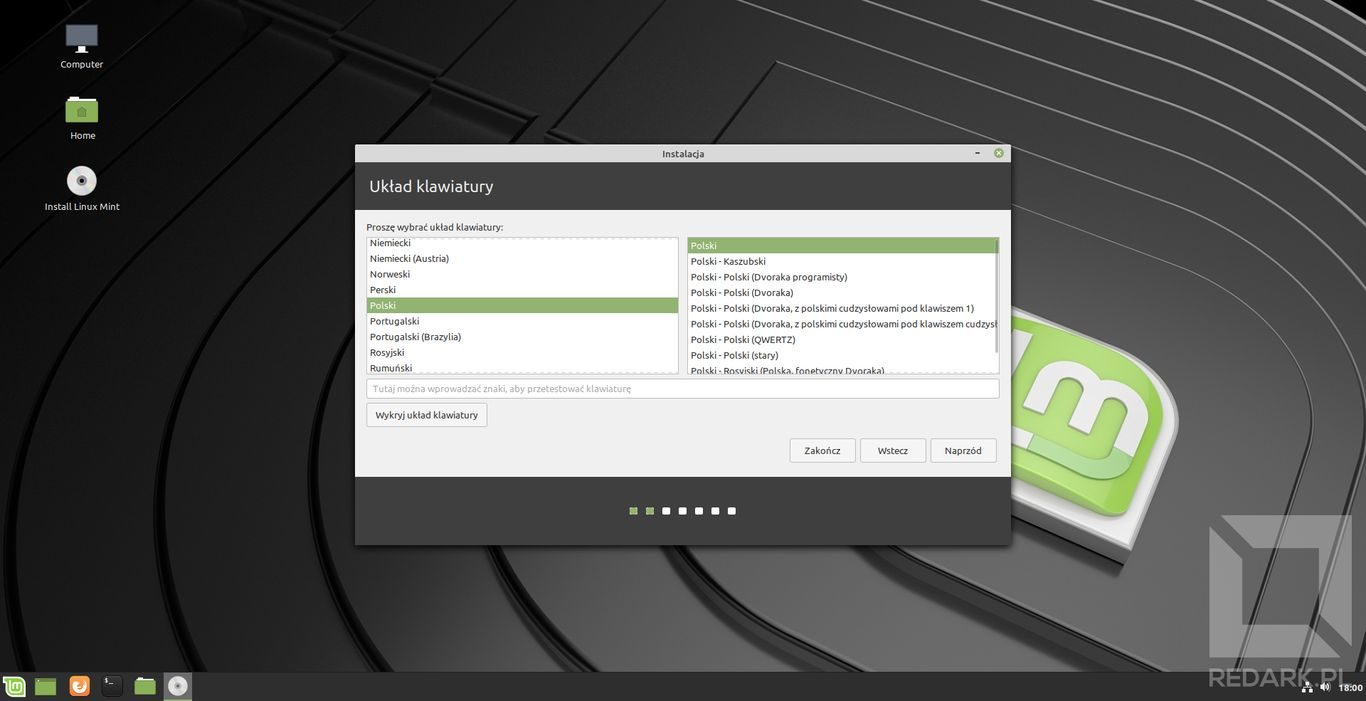 Computer
Home
Install Linux Mint
Instalacja
Układ klawiatury
Proszę wybrać układ klawiatury:
Niemiecki
Niemiecki (Austria)
Norweski
Perski
Polski
Portugalski
Portugalski (Brazylia)
Rosyjski
Rumuński
Polski
Polski - Kaszubski
Polski - Polski (Dvoraka programisty)
Polski - Polski (Dvoraka)
Polski - Polski (Dvoraka, z polskimi cudzysłowami pod klawiszem 1)
Polski - Polski (Dvoraka, z polskimi cudzysłowami pod klawiszem cudzysł
Polski - Polski (QWERTZ)
Polski - Polski (stary)
Polski - Rosyjski (Polska, fonetyczny Dvoraka)
Tutaj można wprowadzać znaki, aby przetestować klawiaturę
Wykryj układ klawiatury
Zakończ
Wstecz
Naprzód
REDARK.PL
18:00